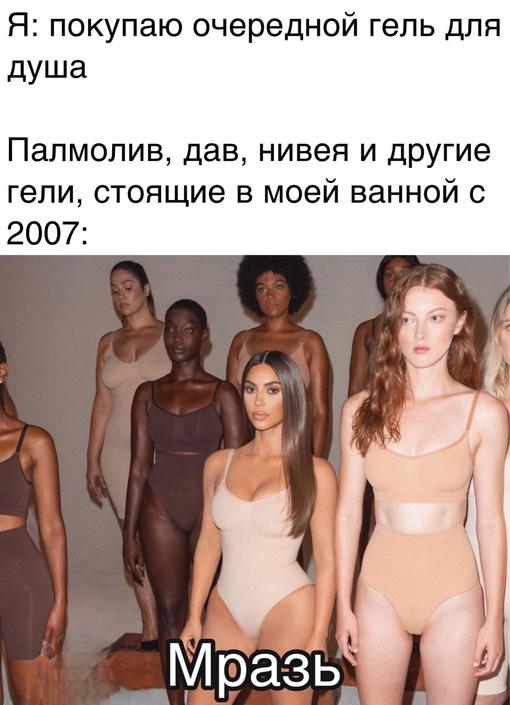 Я: покупаю очередной гель для
душа
Палмолив, дав, нивея и другие
гели, стоящие в моей ванной с
2007:
Мразь